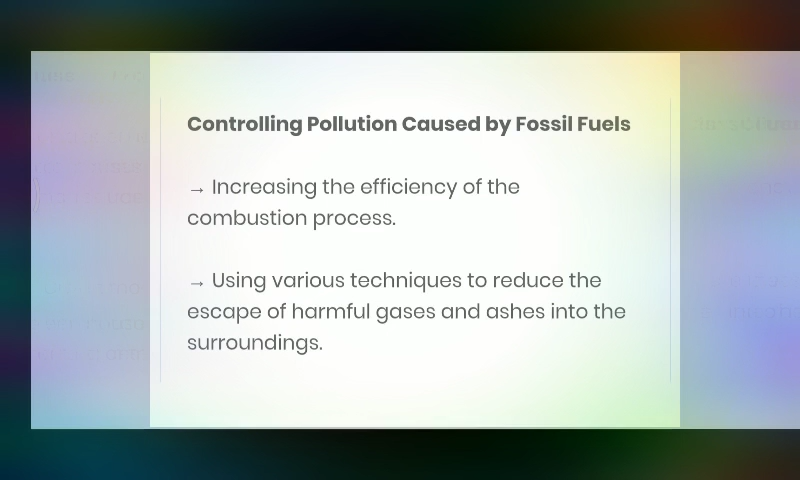 Controlling Pollution Caused by Fossil Fuels
→ Increasing the efficiency of the
combustion process.
→ Using various techniques to reduce the
escape of harmful gases and ashes into the
surroundings.